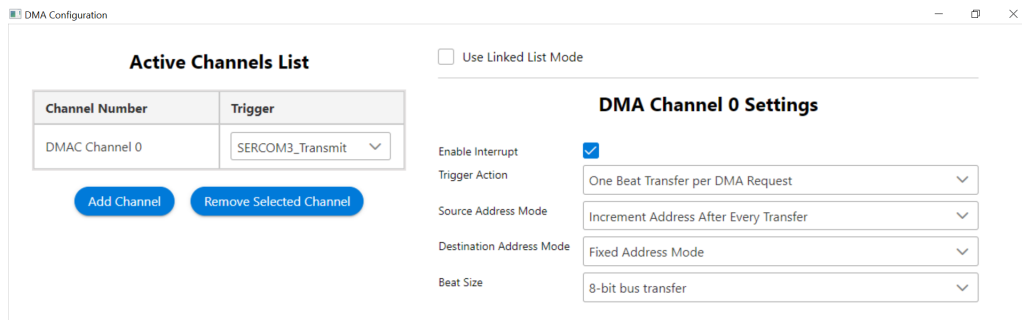 DMA Configuration
Active Channels List
Channel Number Trigger
DMAC Channel 0 SERCOM3_Transmit
Add Channel Remove Selected Channel
Use Linked List Mode
DMA Channel 0 Settings
Enable Interrupt
Trigger Action One Beat Transfer per DMA Request
Source Address Mode Increment Address After Every Transfer
Destination Address Mode Fixed Address Mode
Beat Size 8-bit bus transfer